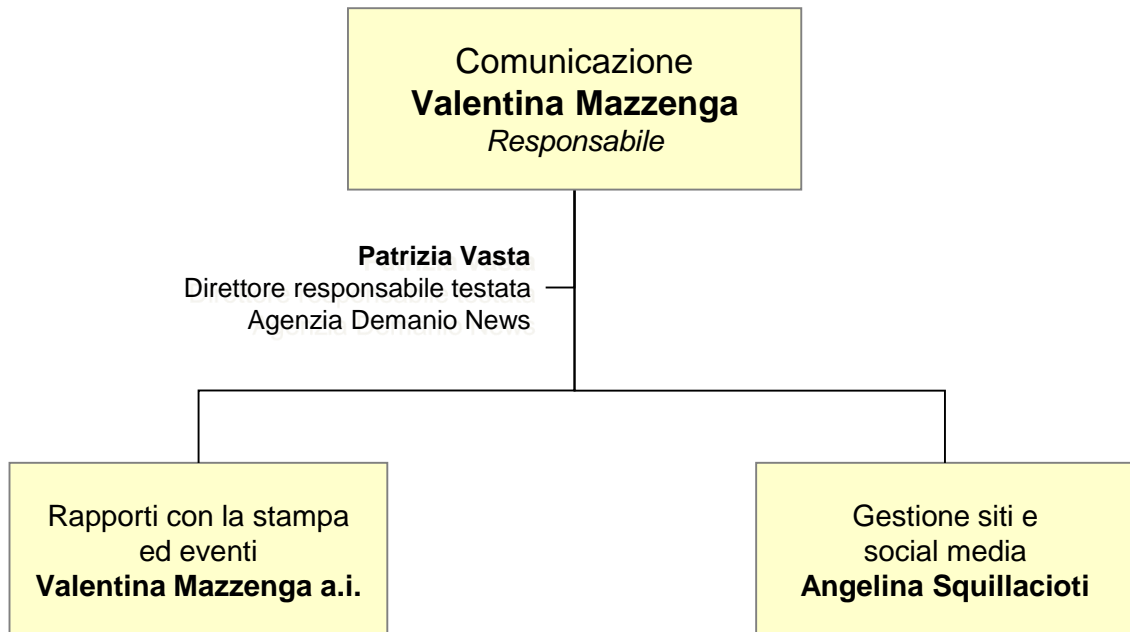 Comunicazione
Valentina Mazzenga
Responsabile
Patrizia Vasta
Direttore responsabile testata
Agenzia Demanio News
Rapporti con la stampa
ed eventi
Valentina Mazzenga a.i.
Gestione siti e
social media
Angelina Squillacioti